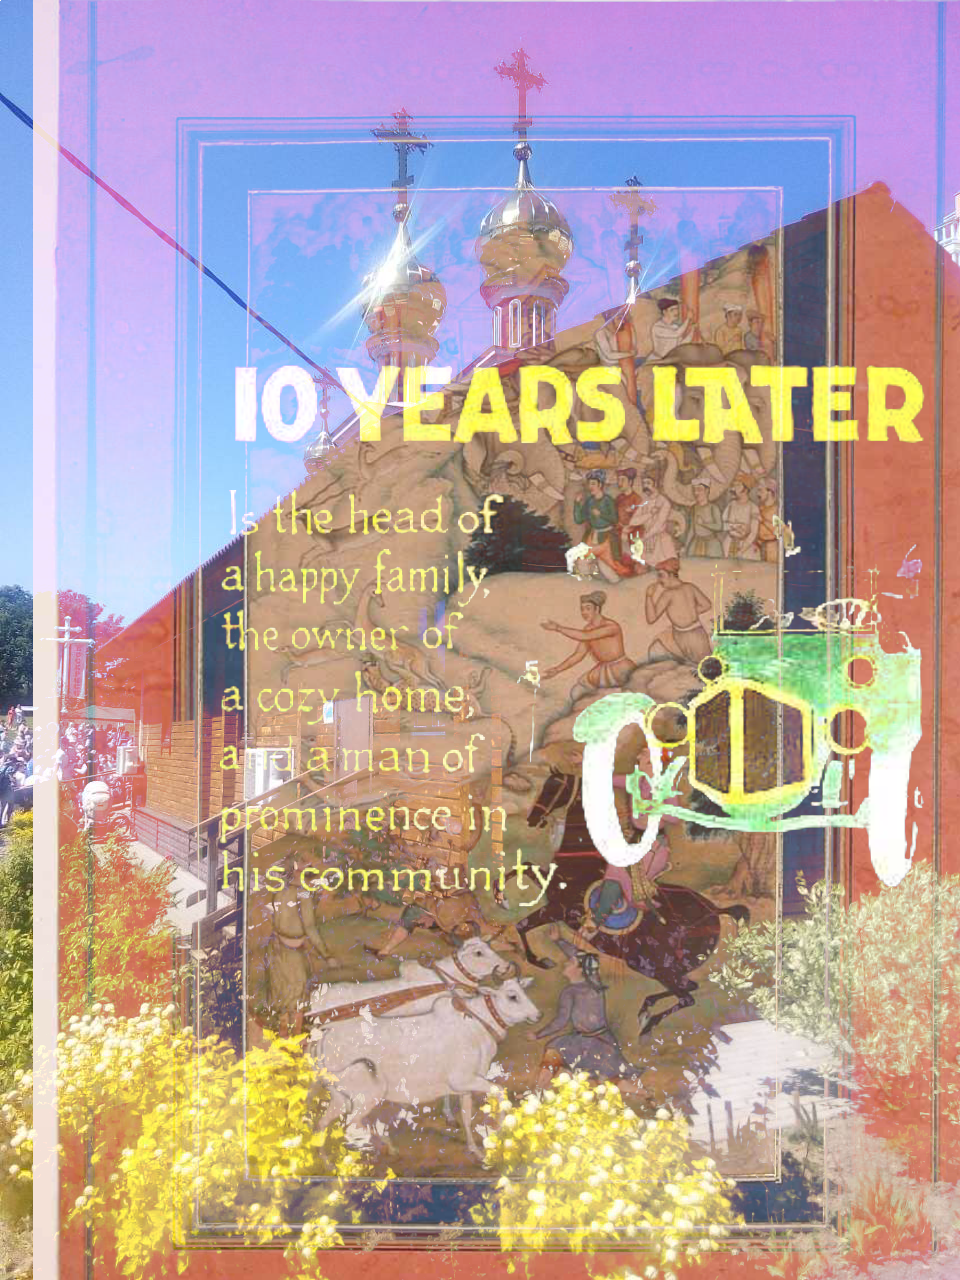 10 YEARS LATER
Is the head of
a happy family,
the owner of
a cozy home;
and a man of
prominence in
his community.
5